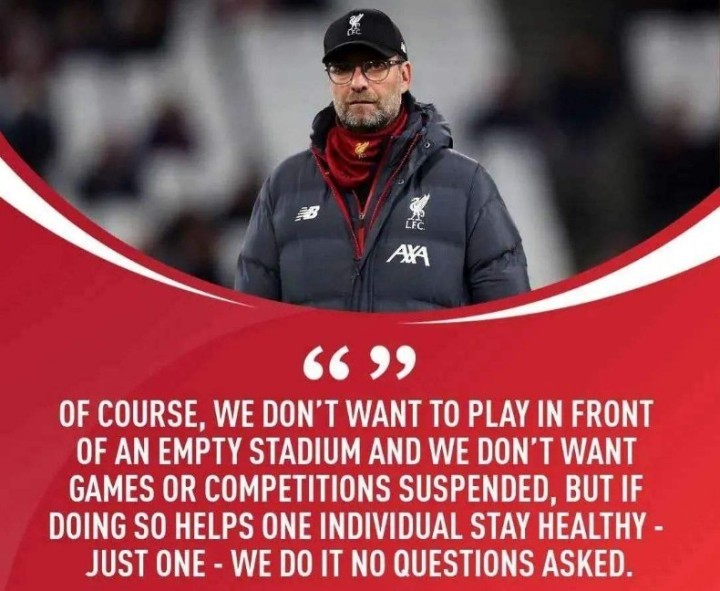 LFC
NB
L.F.C.
AXA
OF COURSE, WE DON'T WANT TO PLAY IN FRONT
OF AN EMPTY STADIUM AND WE DON'T WANT
GAMES OR COMPETITIONS SUSPENDED, BUT IF
DOING SO HELPS ONE INDIVIDUAL STAY HEALTHY -
JUST ONE - WE DO IT NO QUESTIONS ASKED.